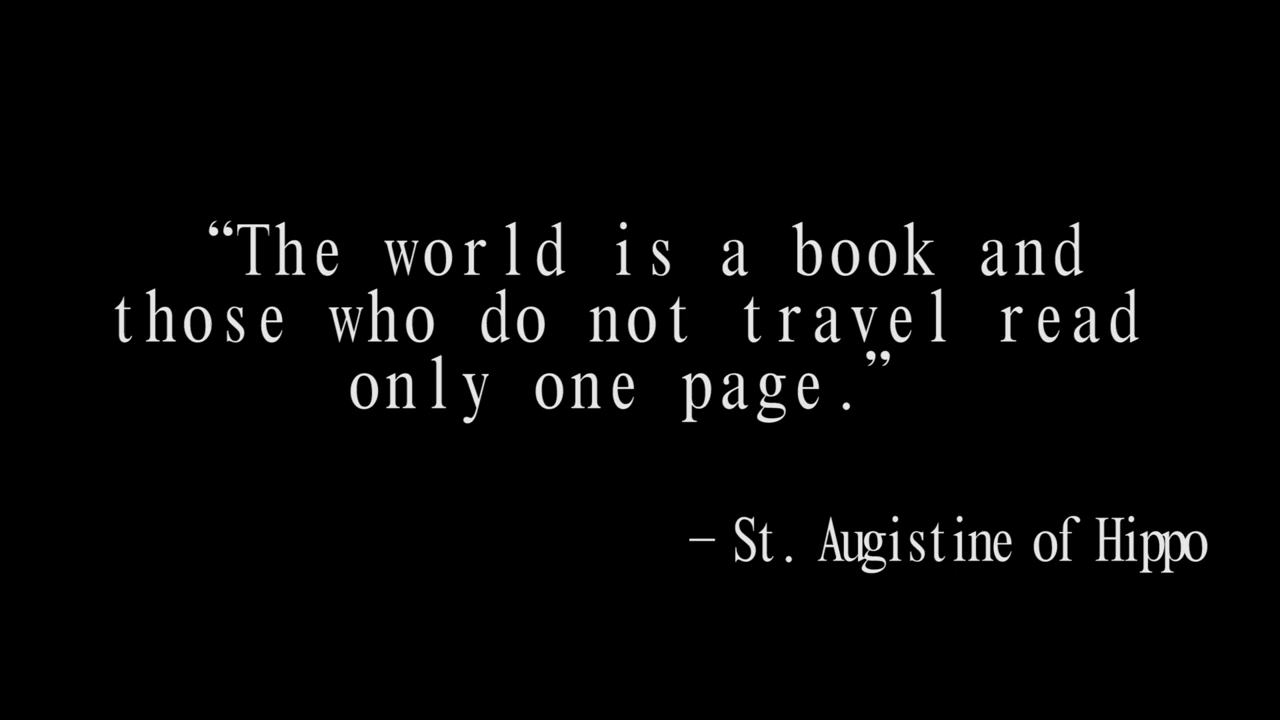 “The world is a book and
those who do not travel read
only one page.”
- St. Augistine of Hippo